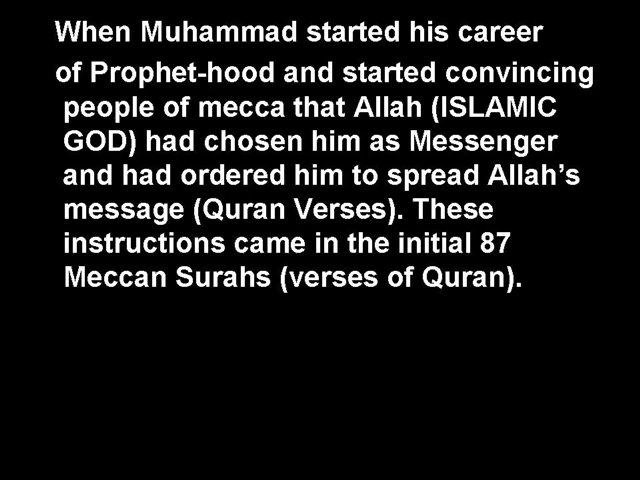 When Muhammad started his career
of Prophet-hood and started convincing
people of mecca that Allah (ISLAMIC
GOD) had chosen him as Messenger
and had ordered him to spread Allah’s
message (Quran Verses). These
instructions came in the initial 87
Meccan Surahs (verses of Quran).